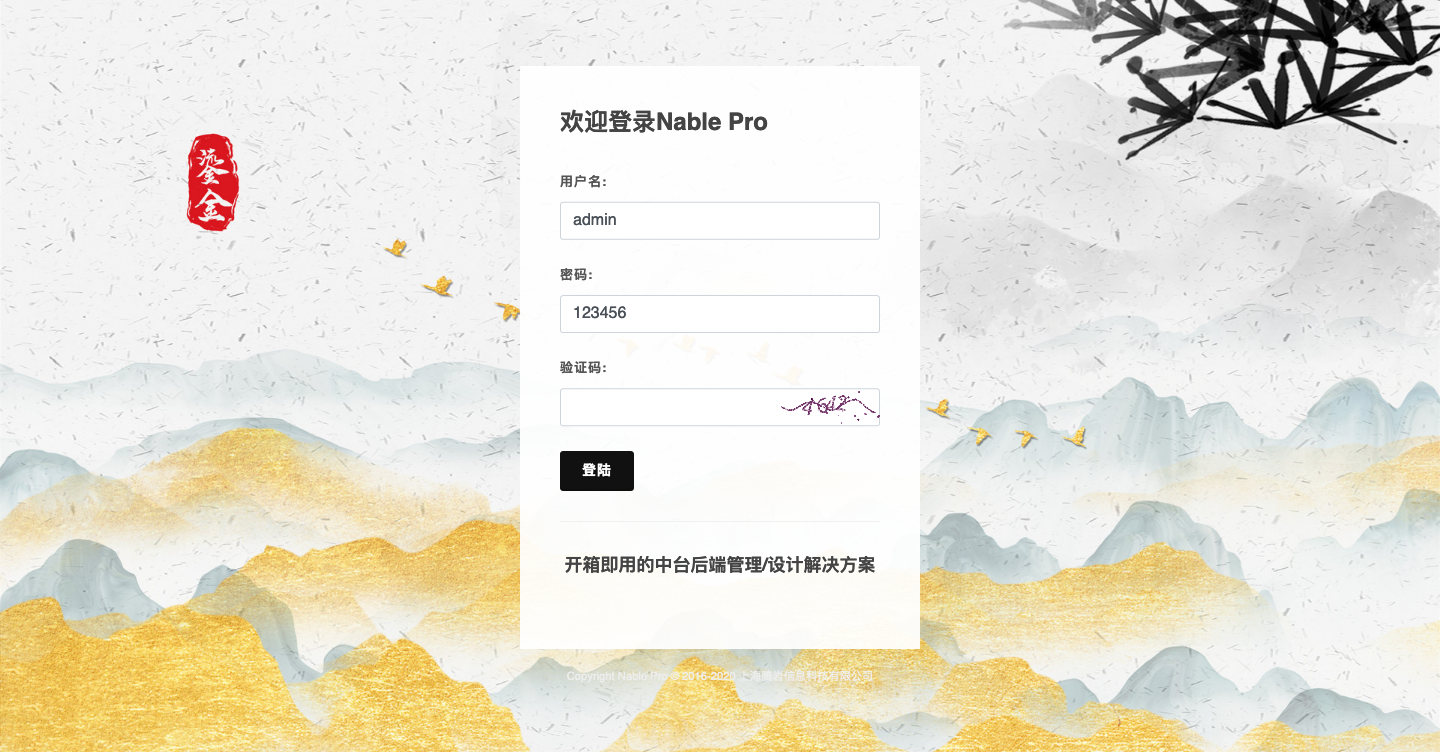 鎏
金
欢迎登录Nable Pro
用户名:
admin
密码:
123456
验证码:
4642
登陆
开箱即用的中台后端管理/设计解决方案
Copyright Nable Pro @2015-2020 上海
信息科技有限公司